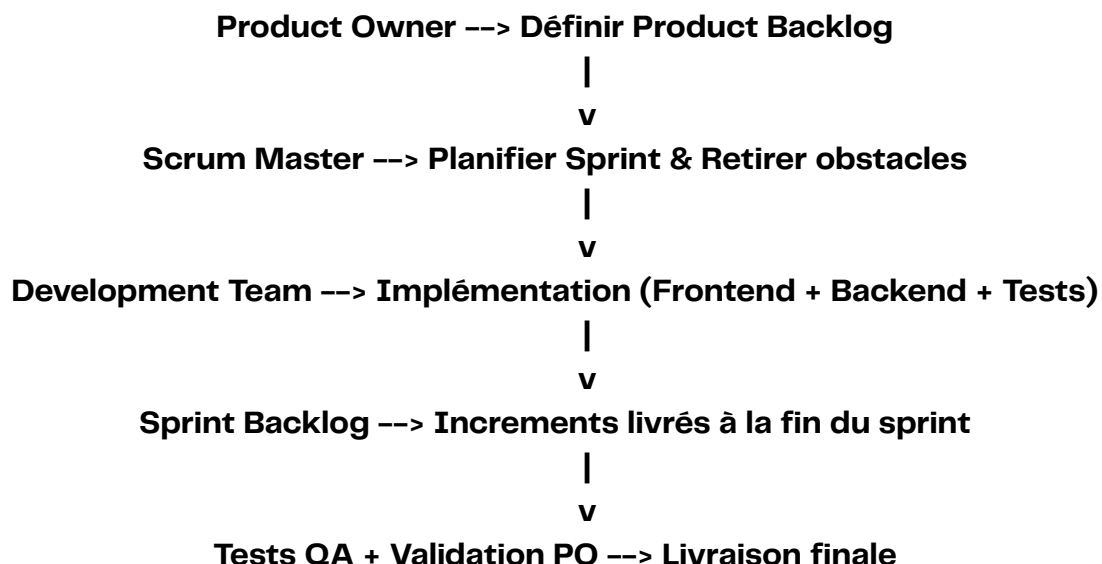 Product Owner --> Définir Product Backlog
|
v
Scrum Master --> Planifier Sprint & Retirer obstacles
|
v
Development Team --> Implémentation (Frontend + Backend + Tests)
|
v
Sprint Backlog --> Increments livrés à la fin du sprint
|
v
Tests QA + Validation PO --> Livraison finale